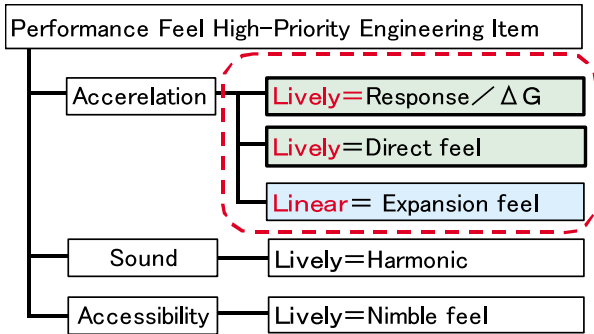 Performance Feel High-Priority Engineering Item
Accerelation
Lively=Response／ΔG
Lively=Direct feel
Linear= Expansion feel
Sound
Lively=Harmonic
Accessibility
Lively=Nimble feel